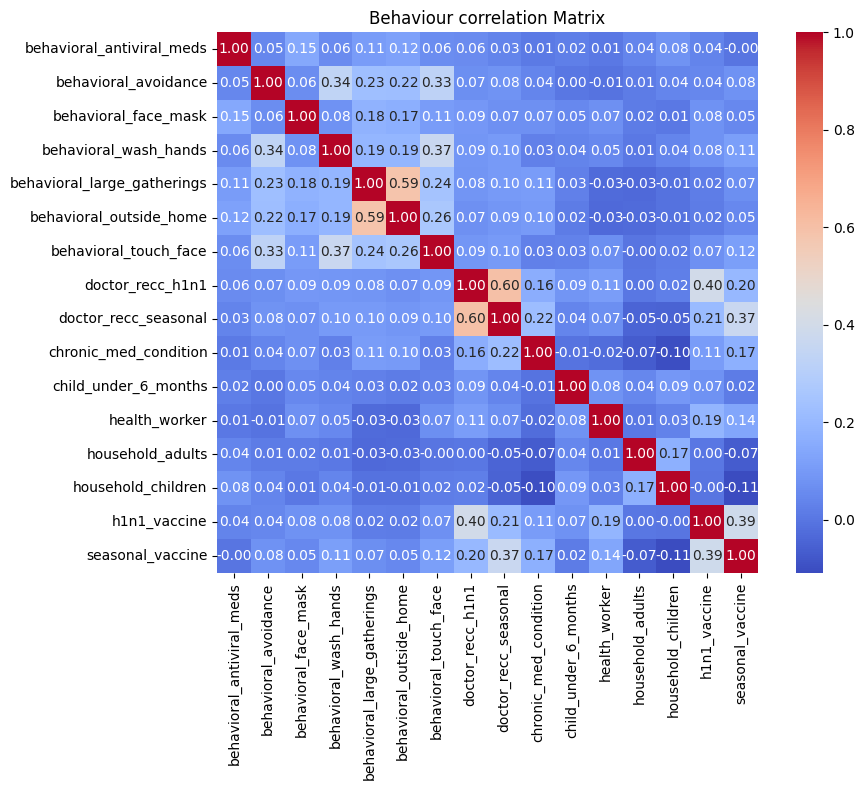 Behaviour correlation Matrix
behavioral_antiviral_meds 1.00 0.05 0.15 0.06 0.11 0.12 0.06 0.06 0.03 0.01 0.02 0.01 0.04 0.08 0.04 -0.00
behavioral_avoidance 0.05 1.00 0.06 0.34 0.23 0.22 0.33 0.07 0.08 0.04 0.00 -0.01 0.01 0.04 0.04 0.08
behavioral_face_mask 0.15 0.06 1.00 0.08 0.18 0.17 0.11 0.09 0.07 0.07 0.05 0.07 0.02 0.01 0.08 0.05
behavioral_wash_hands 0.06 0.34 0.08 1.00 0.19 0.19 0.37 0.09 0.10 0.03 0.04 0.05 0.01 0.04 0.08 0.11
behavioral_large_gatherings 0.11 0.23 0.18 0.19 1.00 0.59 0.24 0.08 0.10 0.11 0.03 -0.03 -0.03 -0.01 0.02 0.07
behavioral_outside_home 0.12 0.22 0.17 0.19 0.59 1.00 0.26 0.07 0.09 0.10 0.02 -0.03 -0.03 -0.01 0.02 0.05
behavioral_touch_face 0.06 0.33 0.11 0.37 0.24 0.26 1.00 0.09 0.10 0.03 0.03 0.07 -0.00 0.02 0.07 0.12
doctor_recc_h1n1 0.06 0.07 0.09 0.09 0.08 0.07 0.09 1.00 0.60 0.16 0.09 0.11 0.00 0.02 0.40 0.20
doctor_recc_seasonal 0.03 0.08 0.07 0.10 0.10 0.09 0.10 0.60 1.00 0.22 0.04 0.07 -0.05 -0.05 0.21 0.37
chronic_med_condition 0.01 0.04 0.07 0.03 0.11 0.10 0.03 0.16 0.22 1.00 -0.01 -0.02 -0.07 -0.10 0.11 0.17
child_under_6_months 0.02 0.00 0.05 0.04 0.03 0.02 0.03 0.09 0.04 -0.01 1.00 0.08 0.04 0.09 0.07 0.02
health_worker 0.01 -0.01 0.07 0.05 -0.03 -0.03 0.07 0.11 0.07 -0.02 0.08 1.00 0.01 0.03 0.19 0.14
household_adults 0.04 0.01 0.02 0.01 -0.03 -0.03 -0.00 0.00 -0.05 -0.07 0.04 0.01 1.00 0.17 0.00 -0.07
household_children 0.08 0.04 0.01 0.04 -0.01 -0.01 0.02 0.02 -0.05 -0.10 0.09 0.03 0.17 1.00 -0.00 -0.11
h1n1_vaccine 0.04 0.04 0.08 0.08 0.02 0.02 0.07 0.40 0.21 0.11 0.07 0.19 0.00 -0.00 1.00 0.39
seasonal_vaccine -0.00 0.08 0.05 0.11 0.07 0.05 0.12 0.20 0.37 0.17 0.02 0.14 -0.07 -0.11 0.39 1.00
behavioral_antiviral_meds
behavioral_avoidance
behavioral_face_mask
behavioral_wash_hands
behavioral_large_gatherings
behavioral_outside_home
behavioral_touch_face
doctor_recc_h1n1
doctor_recc_seasonal
chronic_med_condition
child_under_6_months
health_worker
household_adults
household_children
h1n1_vaccine
seasonal_vaccine
1.0
0.8
0.6
0.4
0.2
0.0